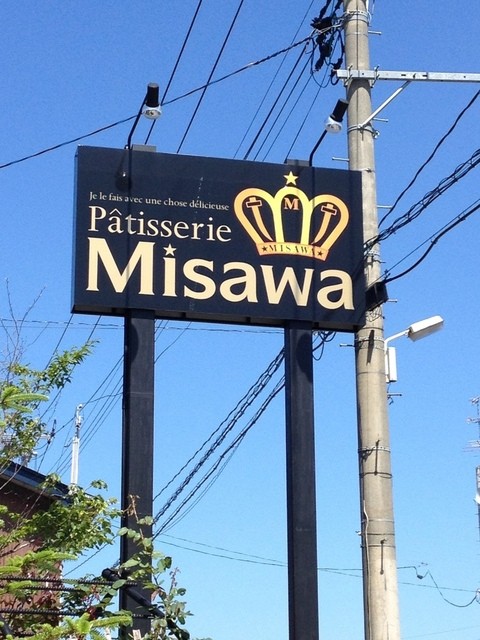 Je le fais avec une chose délicieuse
Pâtisserie
Misawa
M
MISAWA